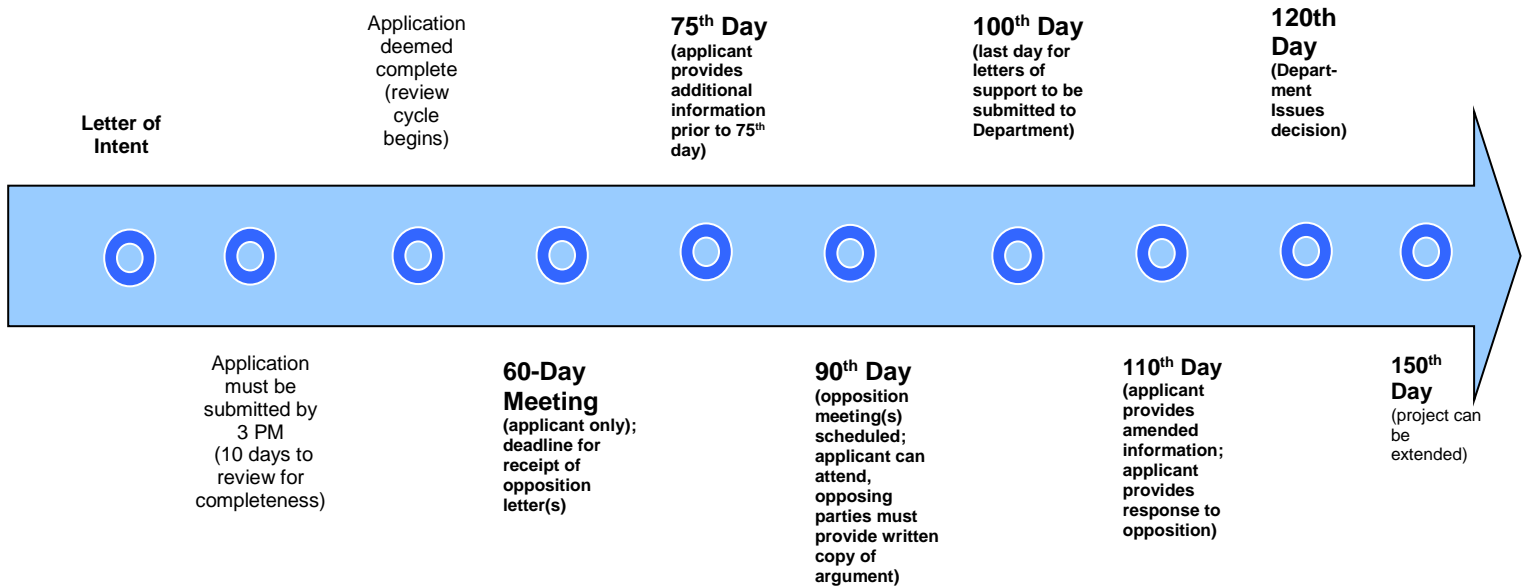 Letter of
Intent
Application
must be
submitted by
3 PM
(10 days to
review for
completeness)
Application
deemed
complete
(review
cycle
begins)
60-Day
Meeting
(applicant only);
deadline for
receipt of
opposition
letter(s)
75th Day
(applicant
provides
additional
information
prior to 75th
day)
90th Day
(opposition
meeting(s)
scheduled;
applicant can
attend,
opposing
parties must
provide written
copy of
argument)
100th Day
(last day for
letters of
support to be
submitted to
Department)
110th Day
(applicant
provides
amended
information;
applicant
provides
response to
opposition)
120th
Day
(Depart-
ment
Issues
decision)
150th
Day
(project can
be
extended)